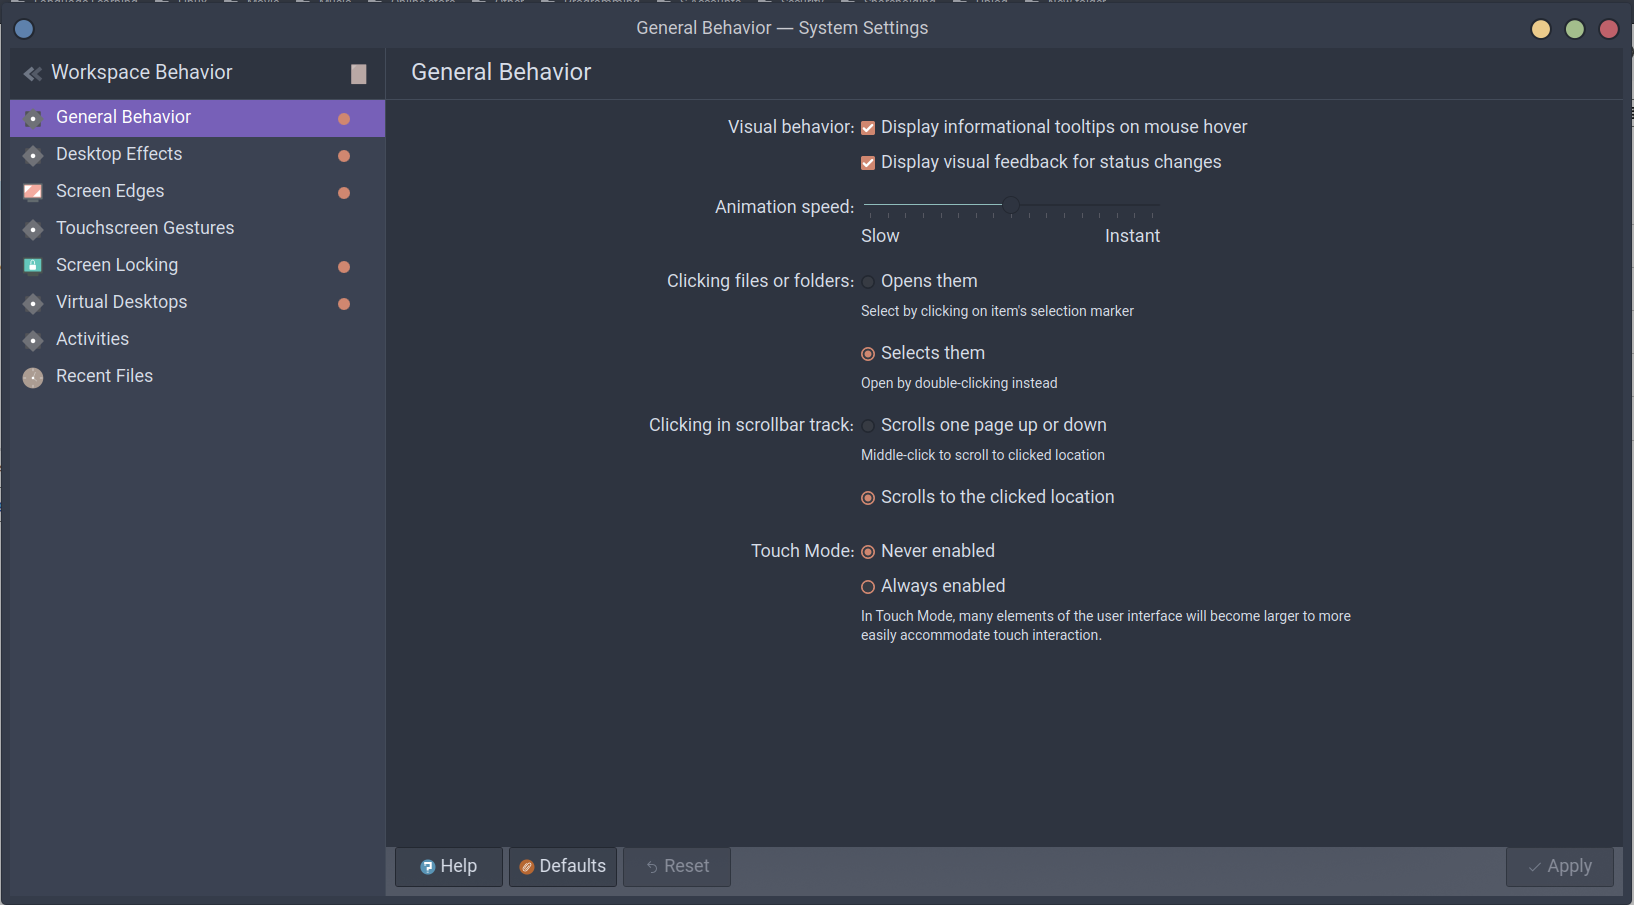 General Behavior — System Settings
Workspace Behavior
General Behavior
Desktop Effects
Screen Edges
Touchscreen Gestures
Screen Locking
Virtual Desktops
Activities
Recent Files
General Behavior
Visual behavior: Display informational tooltips on mouse hover
Display visual feedback for status changes
Animation speed:
Slow Instant
Clicking files or folders: Opens them
Select by clicking on item's selection marker
Selects them
Open by double-clicking instead
Clicking in scrollbar track: Scrolls one page up or down
Middle-click to scroll to clicked location
Scrolls to the clicked location
Touch Mode: Never enabled
Always enabled
In Touch Mode, many elements of the user interface will become larger to more
easily accommodate touch interaction.
Help Defaults Reset Apply